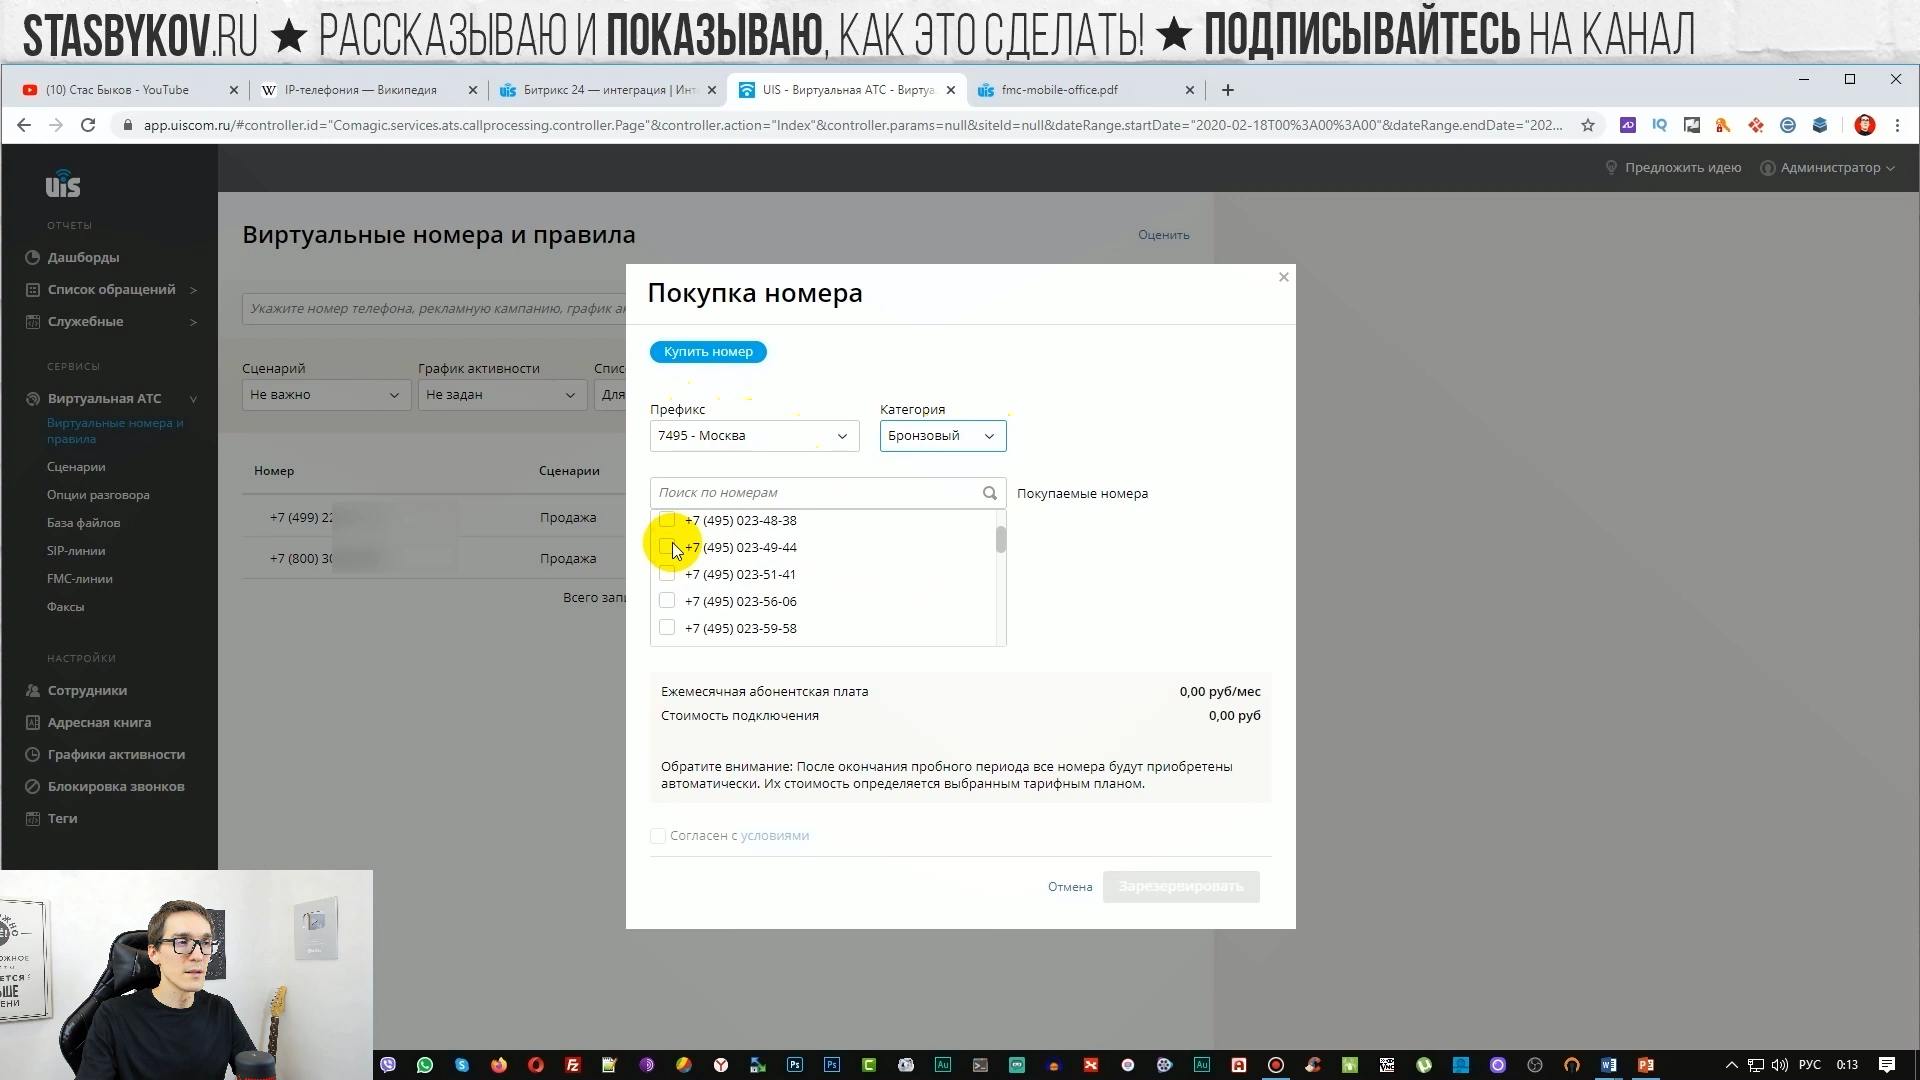 STASBYKOV.RU ★ РАССКАЗЫВАЮ И ПОКАЗЫВАЮ, КАК ЭТО СДЕЛАТЬ! ★ ПОДПИСЫВАЙТЕСЬ НА КАНАЛ
(10) Стас Быков - YouTube
IP-телефония — Википедия
Битрикс 24 — интеграция | Инт
UIS - Виртуальная АТС - Виртуа
fmc-mobile-office.pdf
app.uiscom.ru/#controller.id="Comagic.services.ats.callprocessing.controller.Page"&controller.action="Index"&controller.params=null&siteId=null&dateRange.startDate="2020-02-18T00%3A00%3A00"&dateRange.endDate="202...
UIS
Предложить идею
Администратор
ОТЧЕТЫ
Дашборды
Список обращений >
Служебные >
СЕРВИСЫ
Виртуальная АТС
Виртуальные номера и
правила
Сценарии
Опции разговора
База файлов
SIP-линии
FMC-линии
Факсы
НАСТРОЙКИ
Сотрудники
Адресная книга
Графики активности
Блокировка звонков
Теги
Виртуальные номера и правила
Оценить
Укажите номер телефона, рекламную кампанию, график ак
Сценарий
График активности
Спис
Не важно
Не задан
Для
Номер
Сценарии
+7 (499) 22
Продажа
+7 (800) 30
Продажа
Всего запи
Покупка номера
Купить номер
Префикс
Категория
7495 - Москва
Бронзовый
Поиск по номерам
Покупаемые номера
+7 (495) 023-48-38
+7 (495) 023-49-44
+7 (495) 023-51-41
+7 (495) 023-56-06
+7 (495) 023-59-58
Ежемесячная абонентская плата 0,00 руб/мес
Стоимость подключения 0,00 руб
Обратите внимание: После окончания пробного периода все номера будут приобретены
автоматически. Их стоимость определяется выбранным тарифным планом.
Согласен с условиями
Отмена
Зарезервировать
РУС
0:13